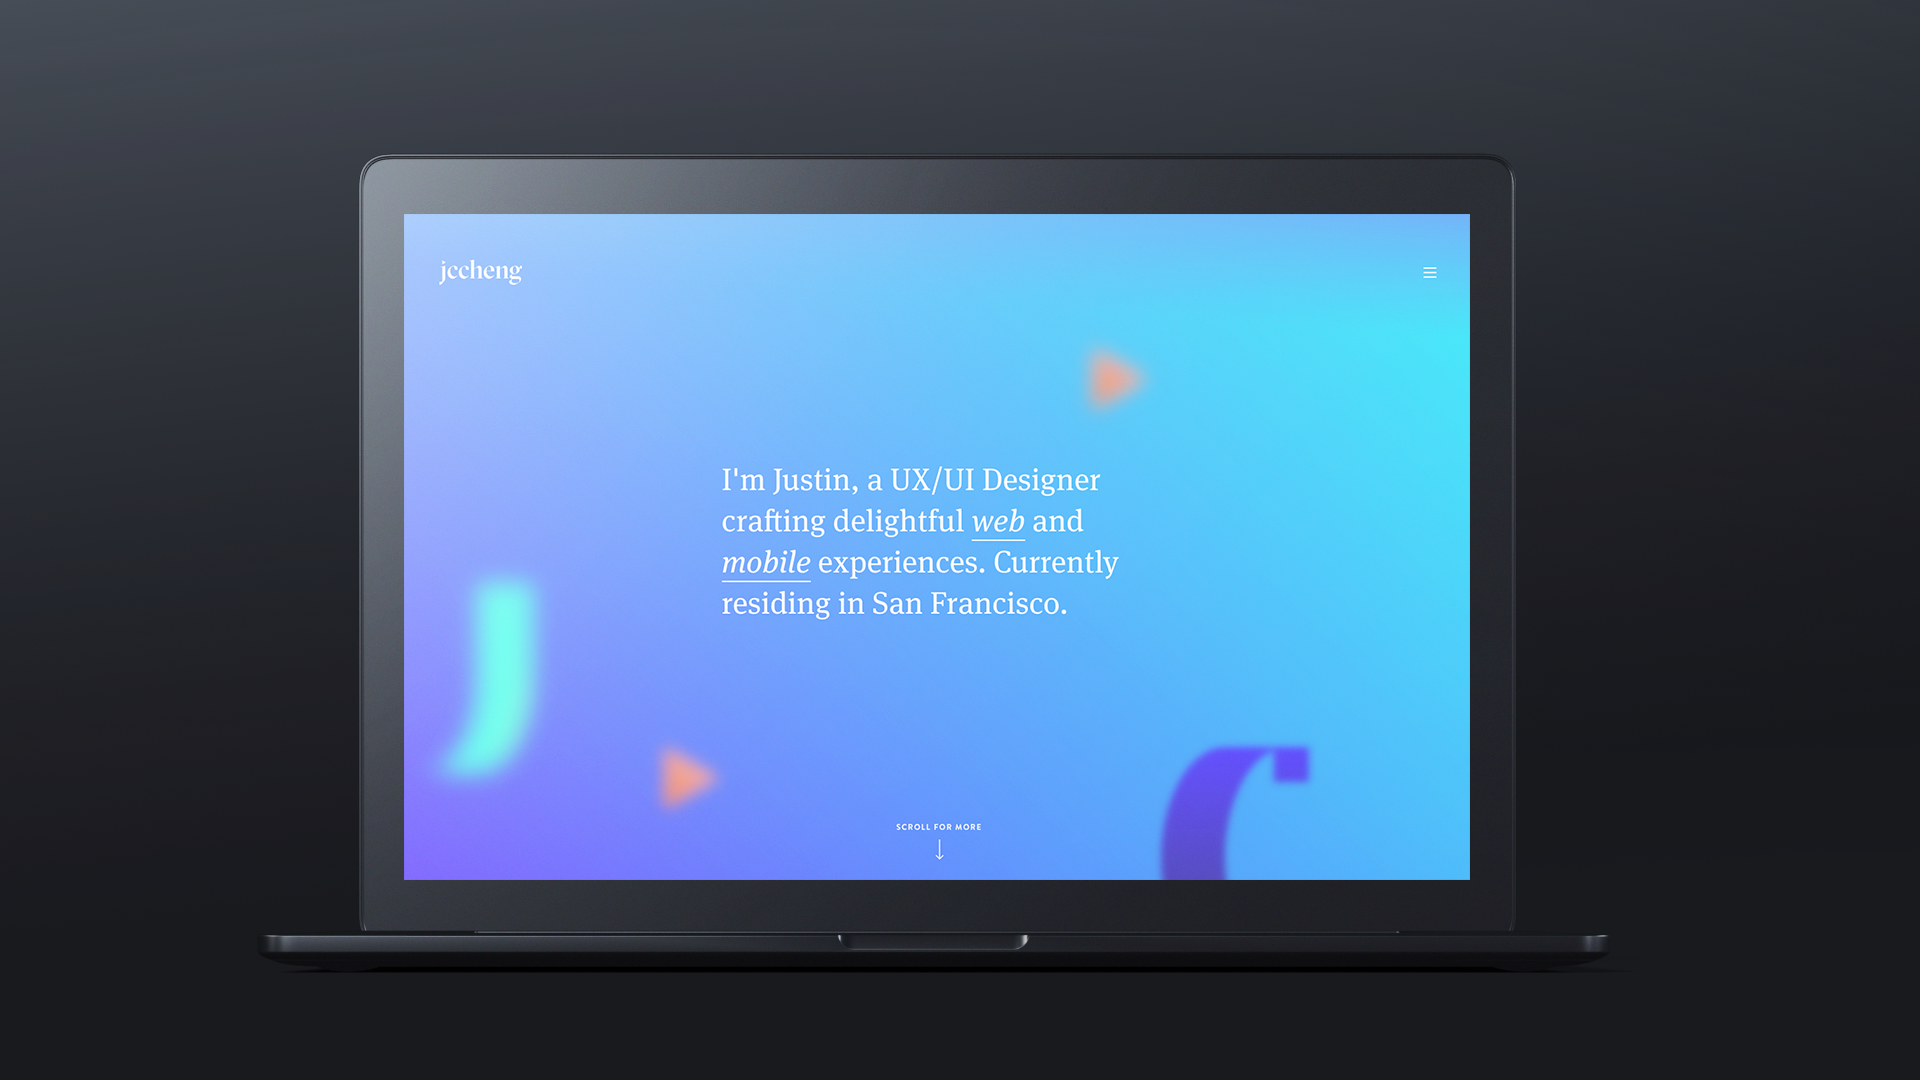 jccheng
I'm Justin, a UX/UI Designer
crafting delightful web and
mobile experiences. Currently
residing in San Francisco.
SCROLL FOR MORE